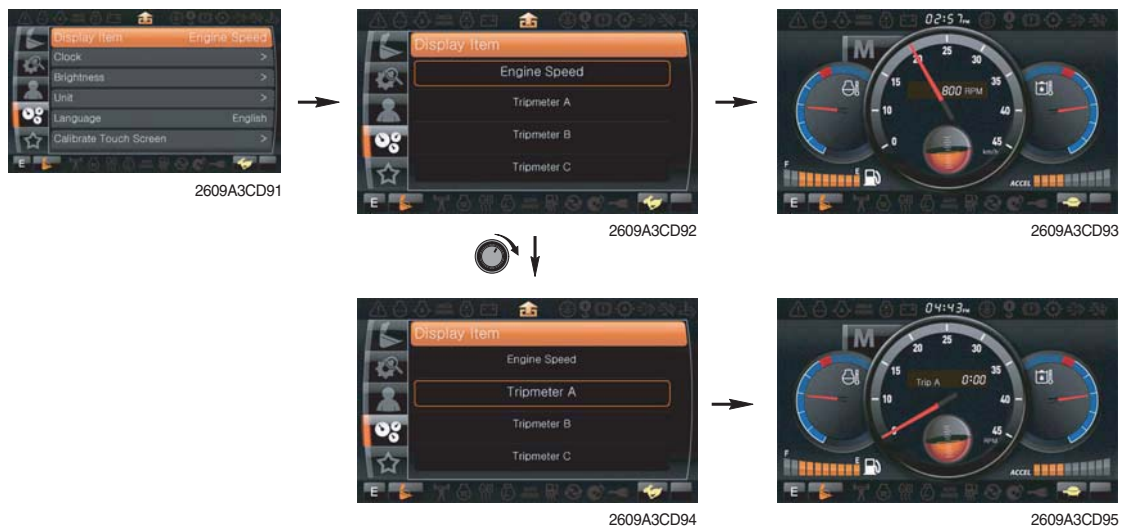 Display Item Engine Speed
Clock >
Brightness >
Unit >
Language English
Calibrate Touch Screen >
E
2609A3CD91
Display Item
Engine Speed
Tripmeter A
Tripmeter B
Tripmeter C
E
2609A3CD92
02:57PM
M
0 10 15 20 25 30 35 40 45
800 RPM
km/h
F E
ACCEL
E
2609A3CD93
Display Item
Engine Speed
Tripmeter A
Tripmeter B
Tripmeter C
E
2609A3CD94
04:43PM
M
10 15 20 25 30 35 40 45
Trip A 0:00
RPM
F E
ACCEL
E
2609A3CD95